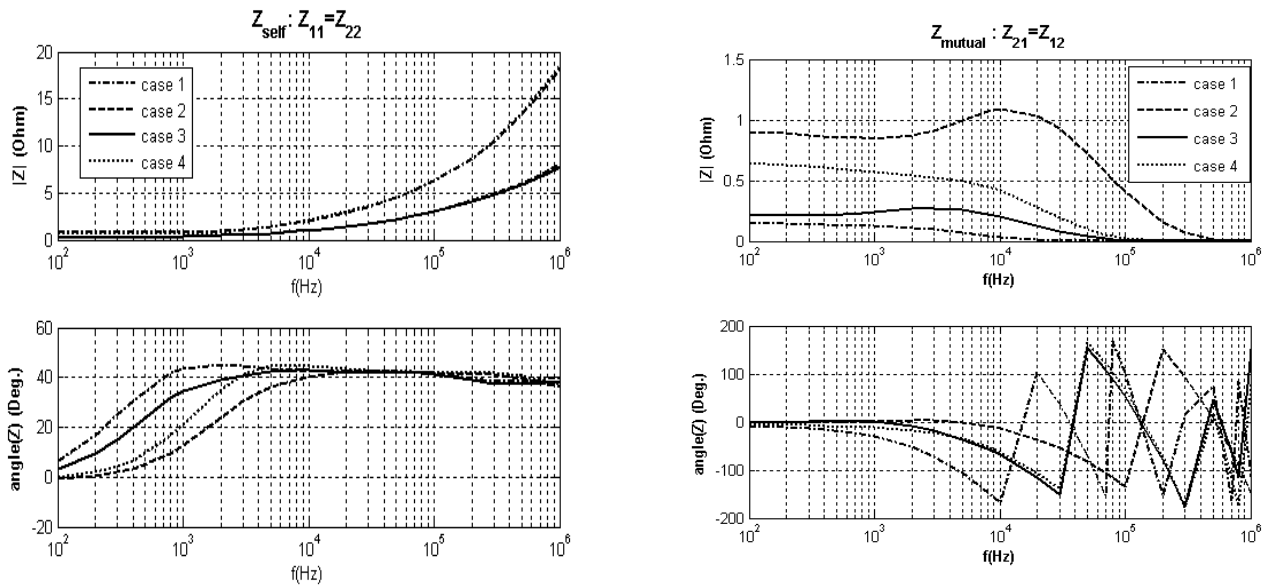 Z_self : Z_11=Z_22
20
15
10
5
0
|Z| (Ohm)
case 1
case 2
case 3
case 4
10^2 10^3 10^4 10^5 10^6
f(Hz)
Z_mutual : Z_21=Z_12
1.5
1
0.5
0
|Z| (Ohm)
case 1
case 2
case 3
case 4
10^2 10^3 10^4 10^5 10^6
f(Hz)
60
40
20
0
-20
angle(Z) (Deg.)
10^2 10^3 10^4 10^5 10^6
f(Hz)
200
100
0
-100
-200
angle(Z) (Deg.)
10^2 10^3 10^4 10^5 10^6
f(Hz)